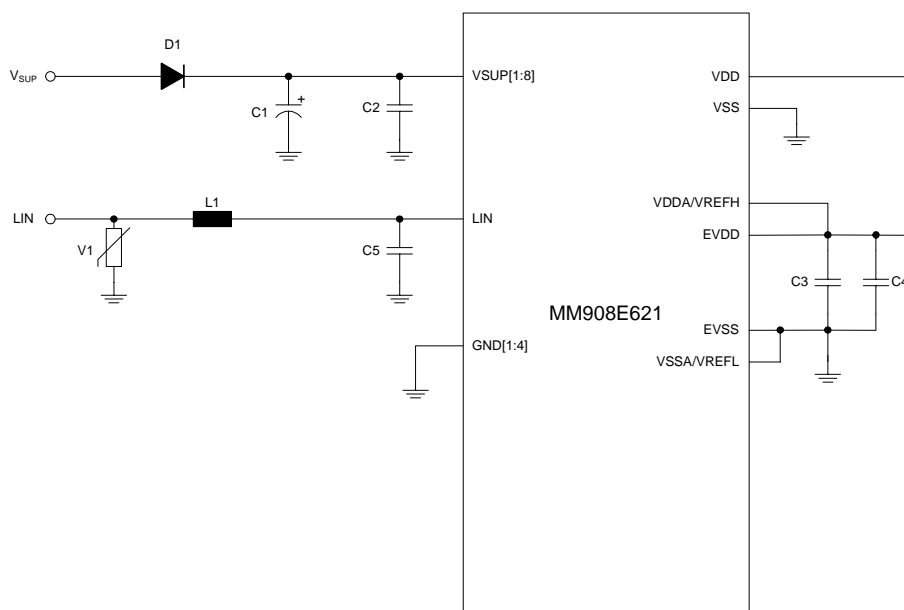 D1
VSUP
VSUP[1:8]
VDD
+
C1
C2
VSS
VDDA/VREFH
LIN
L1
LIN
EVDD
V1
C5
C3
C4
MM908E621
EVSS
GND[1:4]
VSSA/VREFL